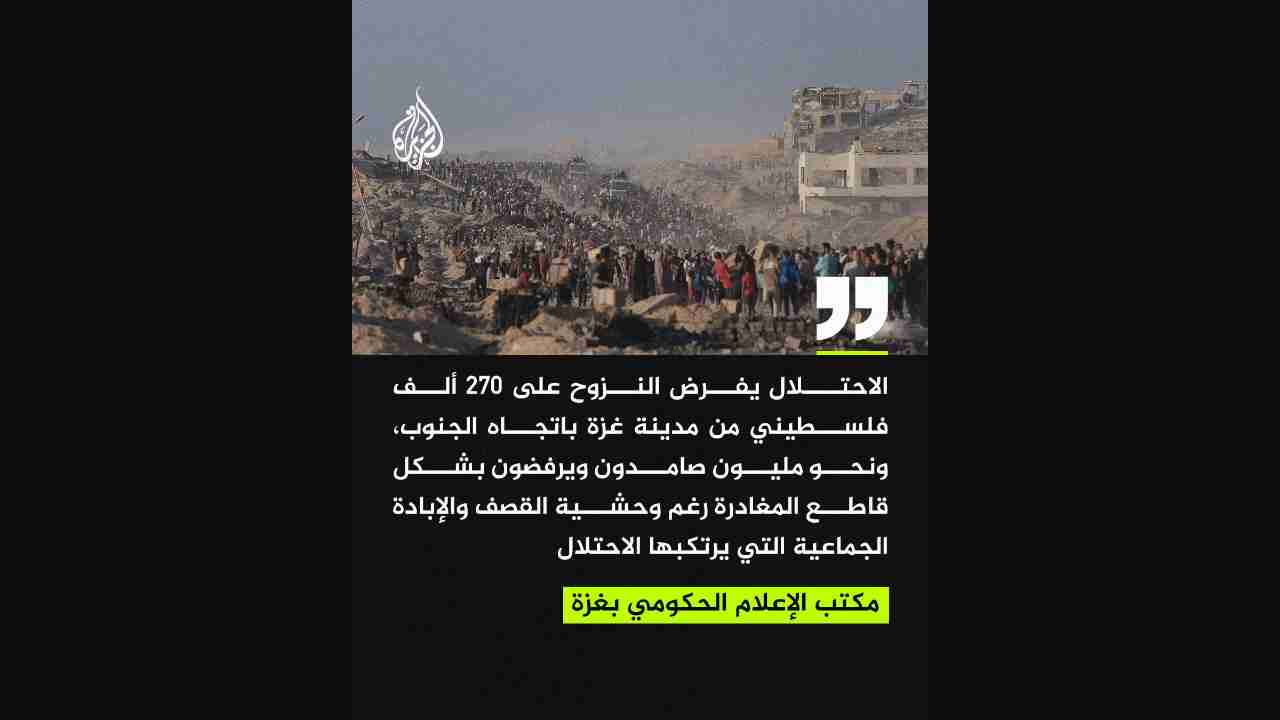 الجزيرة
الاحتلال يفرض النزوح على 270 ألف
فلسطيني من مدينة غزة باتجاه الجنوب،
ونحو مليون صامدون ويرفضون بشكل
قاطع المغادرة رغم وحشية القصف والإبادة
الجماعية التي يرتكبها الاحتلال
مكتب الإعلام الحكومي بغزة